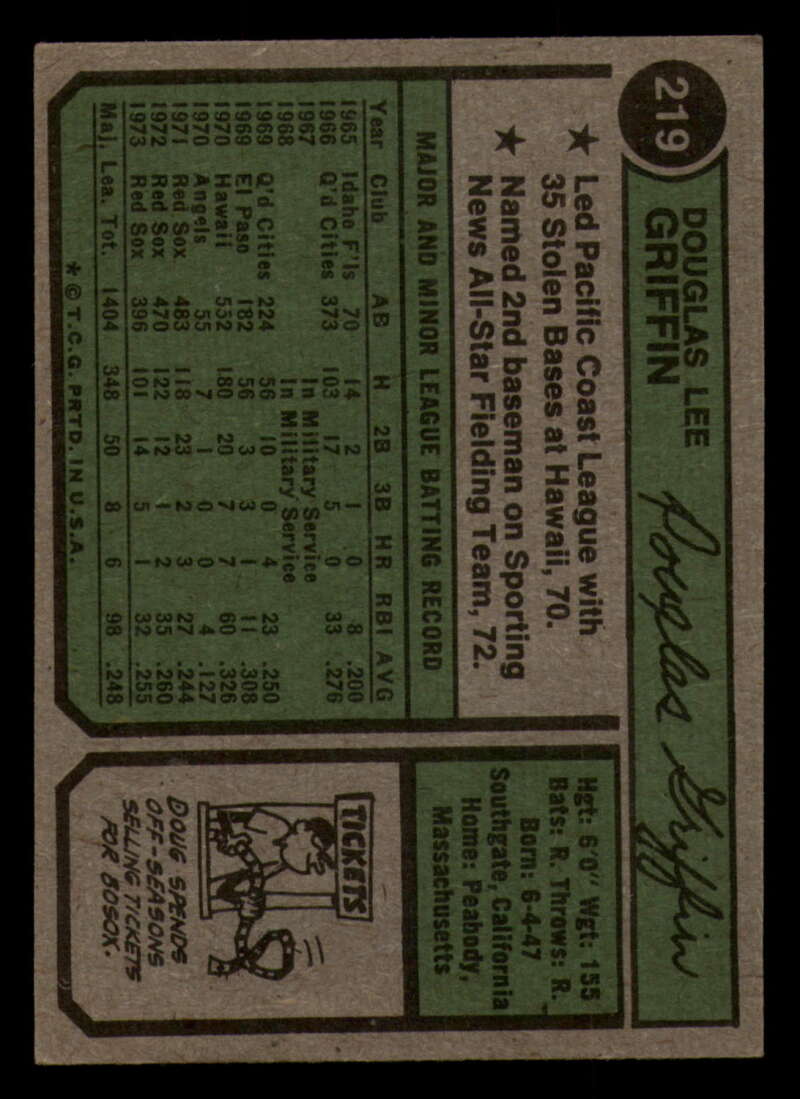 219
DOUGLAS LEE
GRIFFIN
Douglas Griffin
★ Led Pacific Coast League with
35 Stolen Bases at Hawaii, 70.
★ Named 2nd baseman on Sporting
News All-Star Fielding Team, 72.
Hgt: 6'0" Wgt: 155
Bats: R. Throws: R.
Born: 6-4-47
Southgate, California
Home: Peabody,
Massachusetts
MAJOR AND MINOR LEAGUE BATTING RECORD
Year Club AB H 2B 3B HR RBI AVG
1965 Idaho F'ls 70 14 2 1 0 8 .200
1966 Q'd Cities 373 103 17 5 0 33 .276
1967 In Military Service
1968 In Military Service
1969 Q'd Cities 224 56 10 0 4 23 .250
1969 El Paso 182 56 3 3 1 11 .308
1970 Hawaii 552 180 20 7 7 60 .326
1970 Angels 55 7 1 0 0 4 .127
1971 Red Sox 483 118 23 2 3 27 .244
1972 Red Sox 470 122 12 1 2 35 .260
1973 Red Sox 396 101 14 5 1 32 .255
Maj. Lea. Tot. 1404 348 50 8 6 98 .248
* © T.C.G. PRTD. IN U.S.A.
TICKETS
DOUG SPENDS
OFF-SEASONS
SELLING TICKETS
FOR BOSOX.